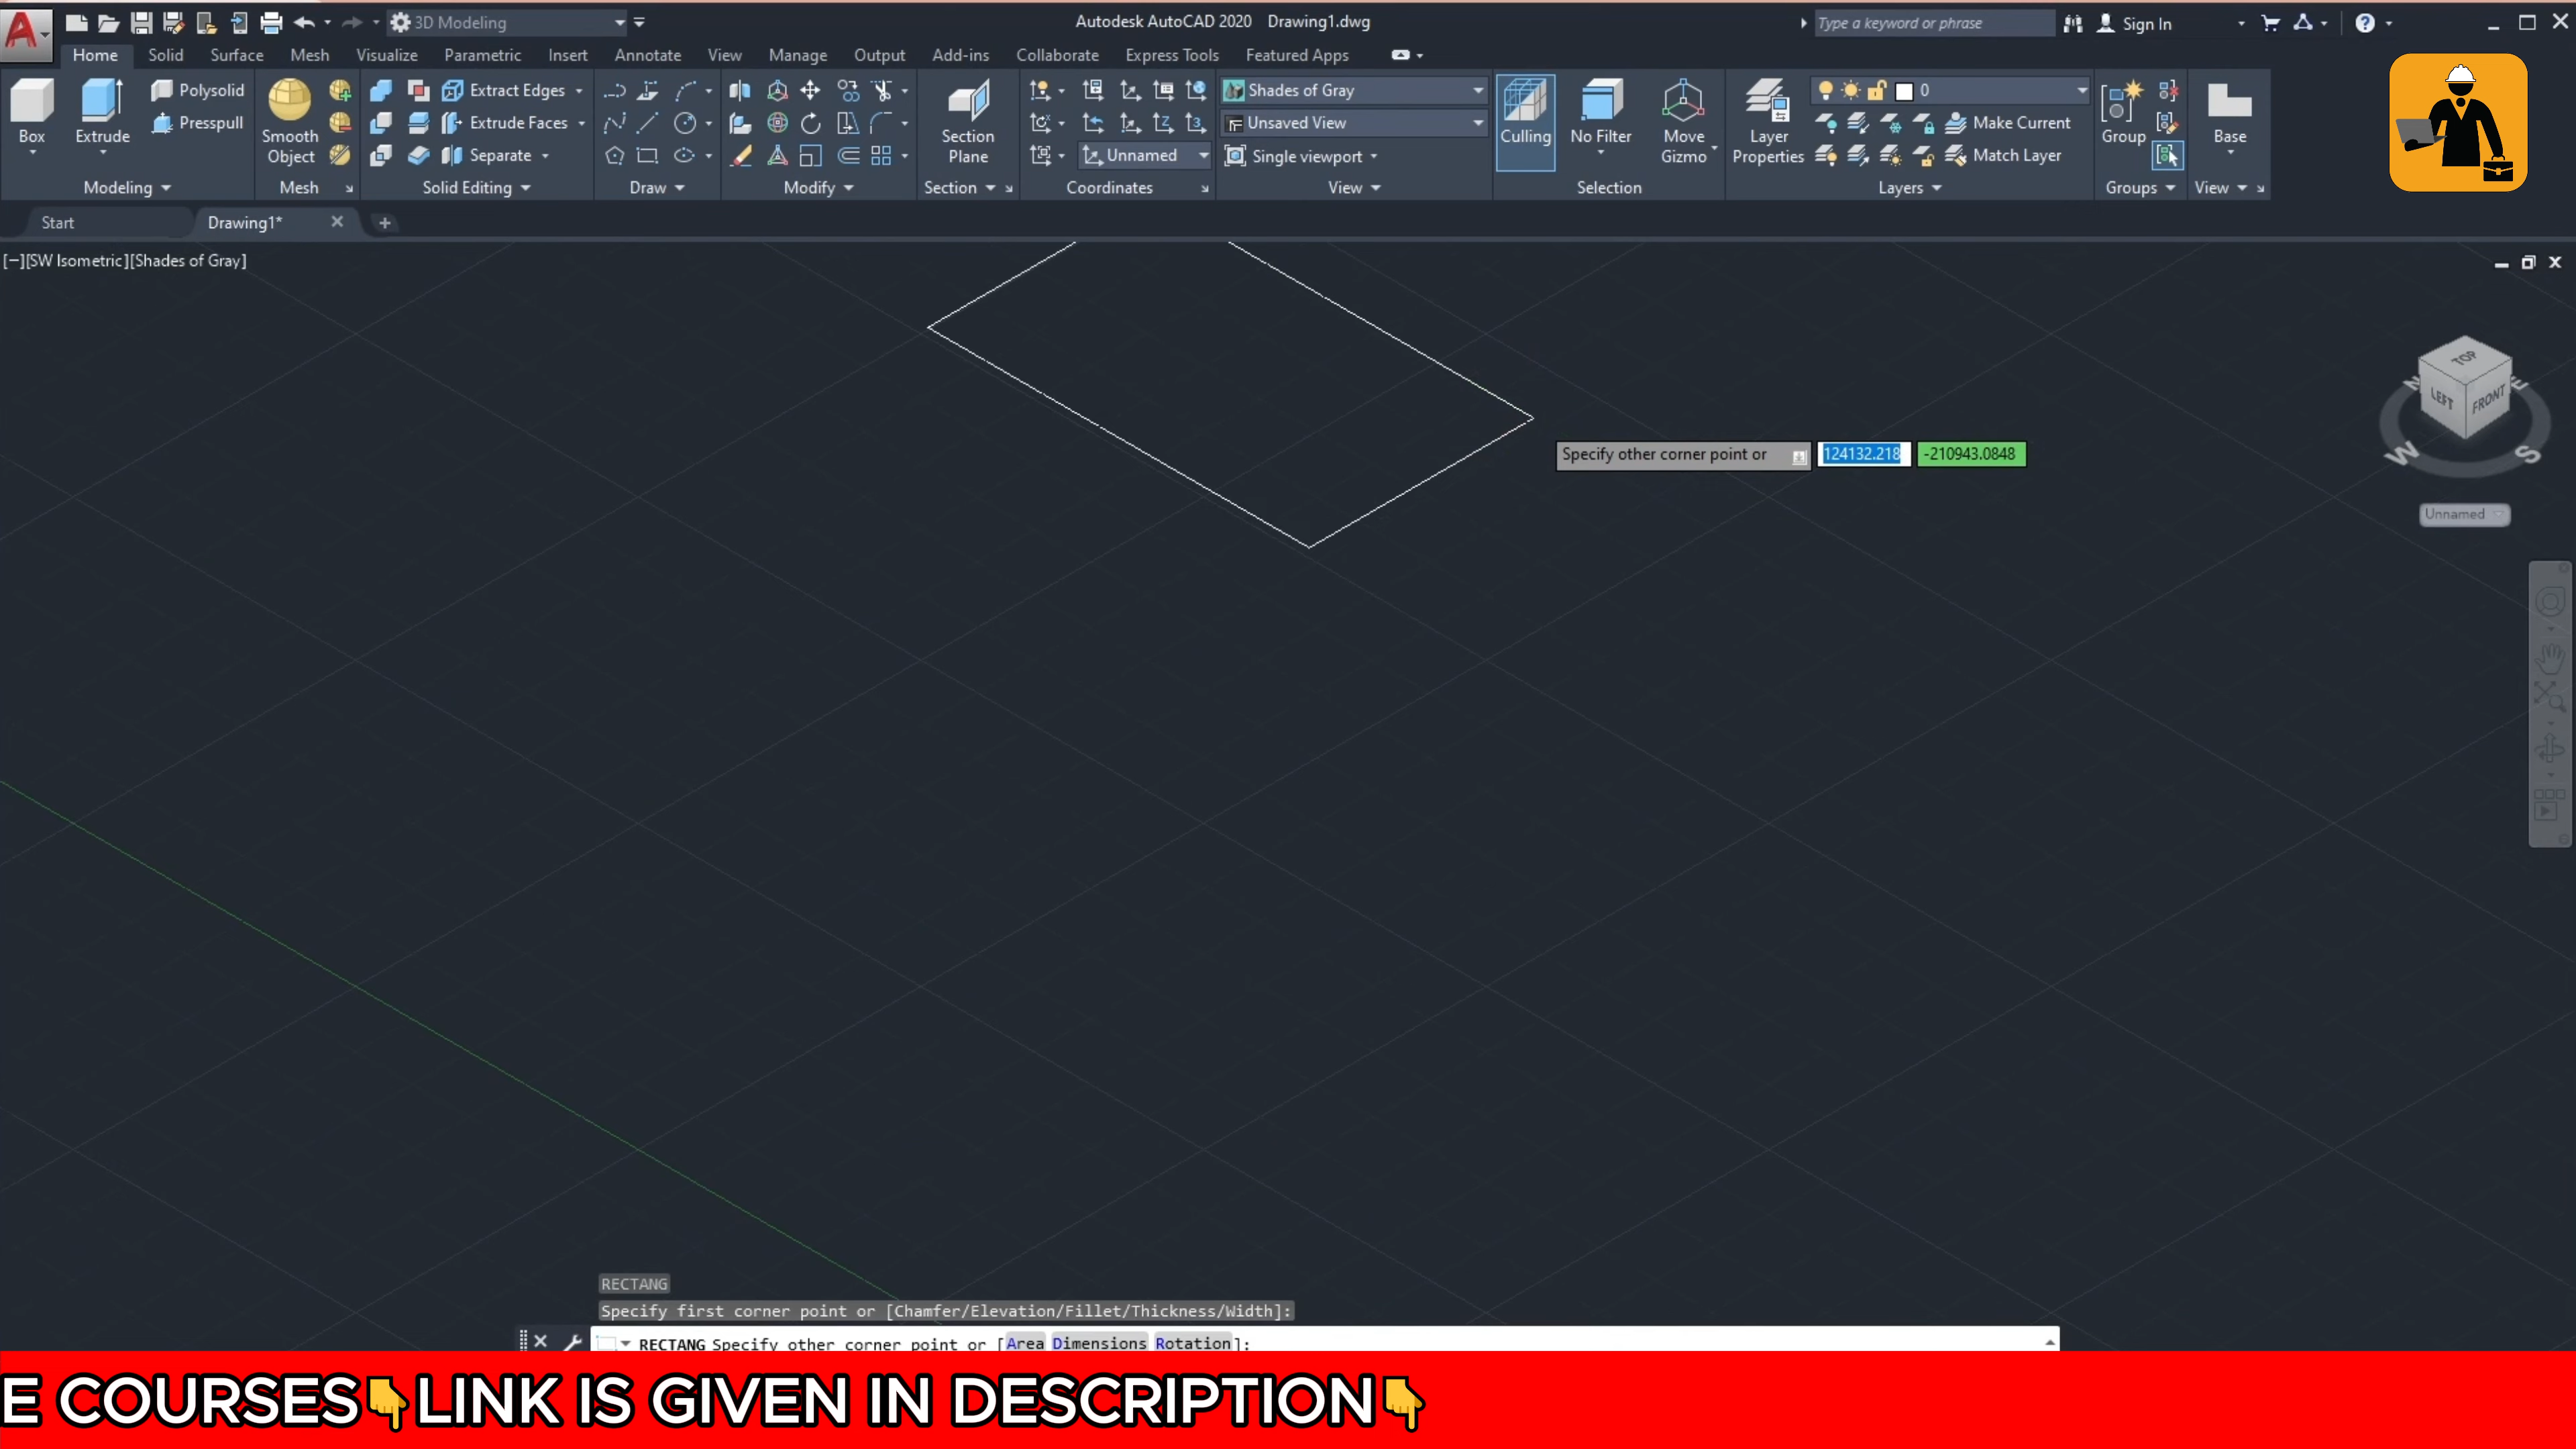 3D Modeling
Autodesk AutoCAD 2020 Drawing1.dwg
Type a keyword or phrase
Sign In
Home Solid Surface Mesh Visualize Parametric Insert Annotate View Manage Output Add-ins Collaborate Express Tools Featured Apps
Box
Extrude
Polysolid
Presspull
Modeling
Smooth Object
Mesh
Extract Edges
Extrude Faces
Separate
Solid Editing
Draw
Modify
Section Plane
Section
Unnamed
Coordinates
Shades of Gray
Unsaved View
Single viewport
View
Culling
No Filter
Move Gizmo
Selection
Layer Properties
0
Make Current
Match Layer
Layers
Group
Groups
Base
View
Start
Drawing1*
[−][SW Isometric][Shades of Gray]
TOP
LEFT
FRONT
N
E
W
S
Unnamed
Specify other corner point or 124132.218 -210943.0848
RECTANG
Specify first corner point or [Chamfer/Elevation/Fillet/Thickness/Width]:
RECTANG Specify other corner point or [Area Dimensions Rotation]:
E COURSES👇LINK IS GIVEN IN DESCRIPTION👇